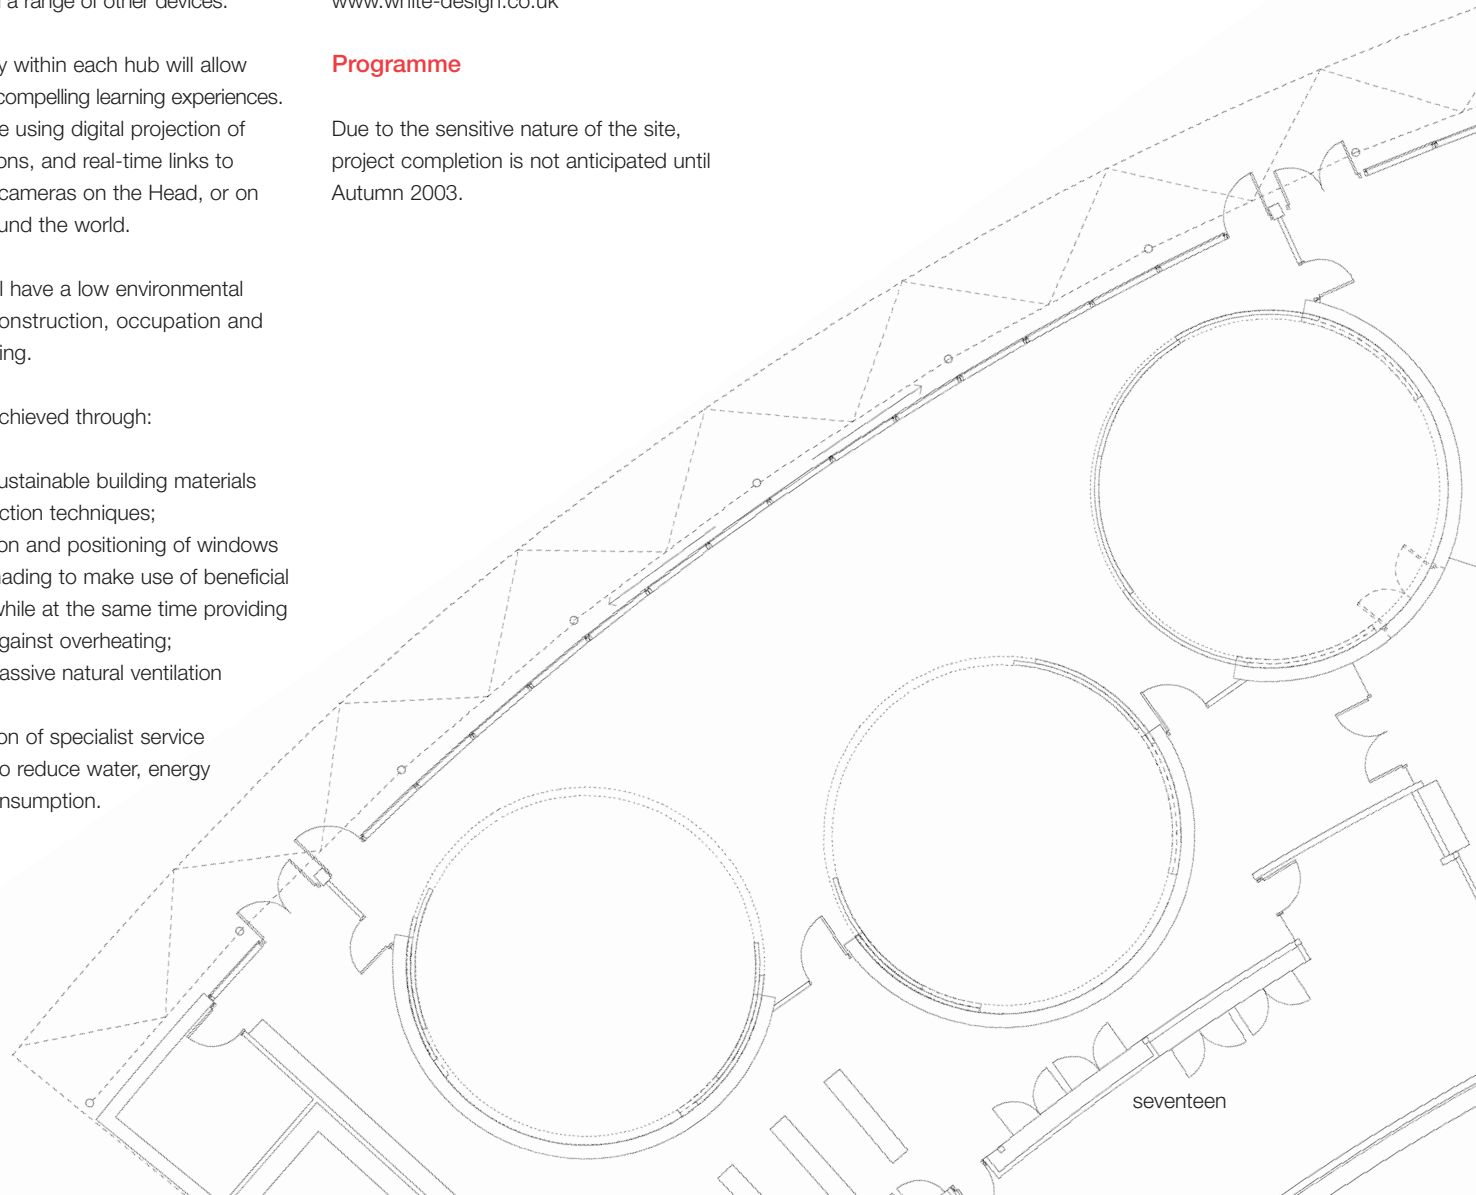 a range of other devices.
y within each hub will allow
compelling learning experiences.
e using digital projection of
ons, and real-time links to
cameras on the Head, or on
und the world.
l have a low environmental
onstruction, occupation and
ing.
chieved through:
ustainable building materials
ction techniques;
on and positioning of windows
ading to make use of beneficial
while at the same time providing
gainst overheating;
assive natural ventilation
on of specialist service
o reduce water, energy
nsumption.
www.white-design.co.uk
Programme
Due to the sensitive nature of the site,
project completion is not anticipated until
Autumn 2003.
seventeen